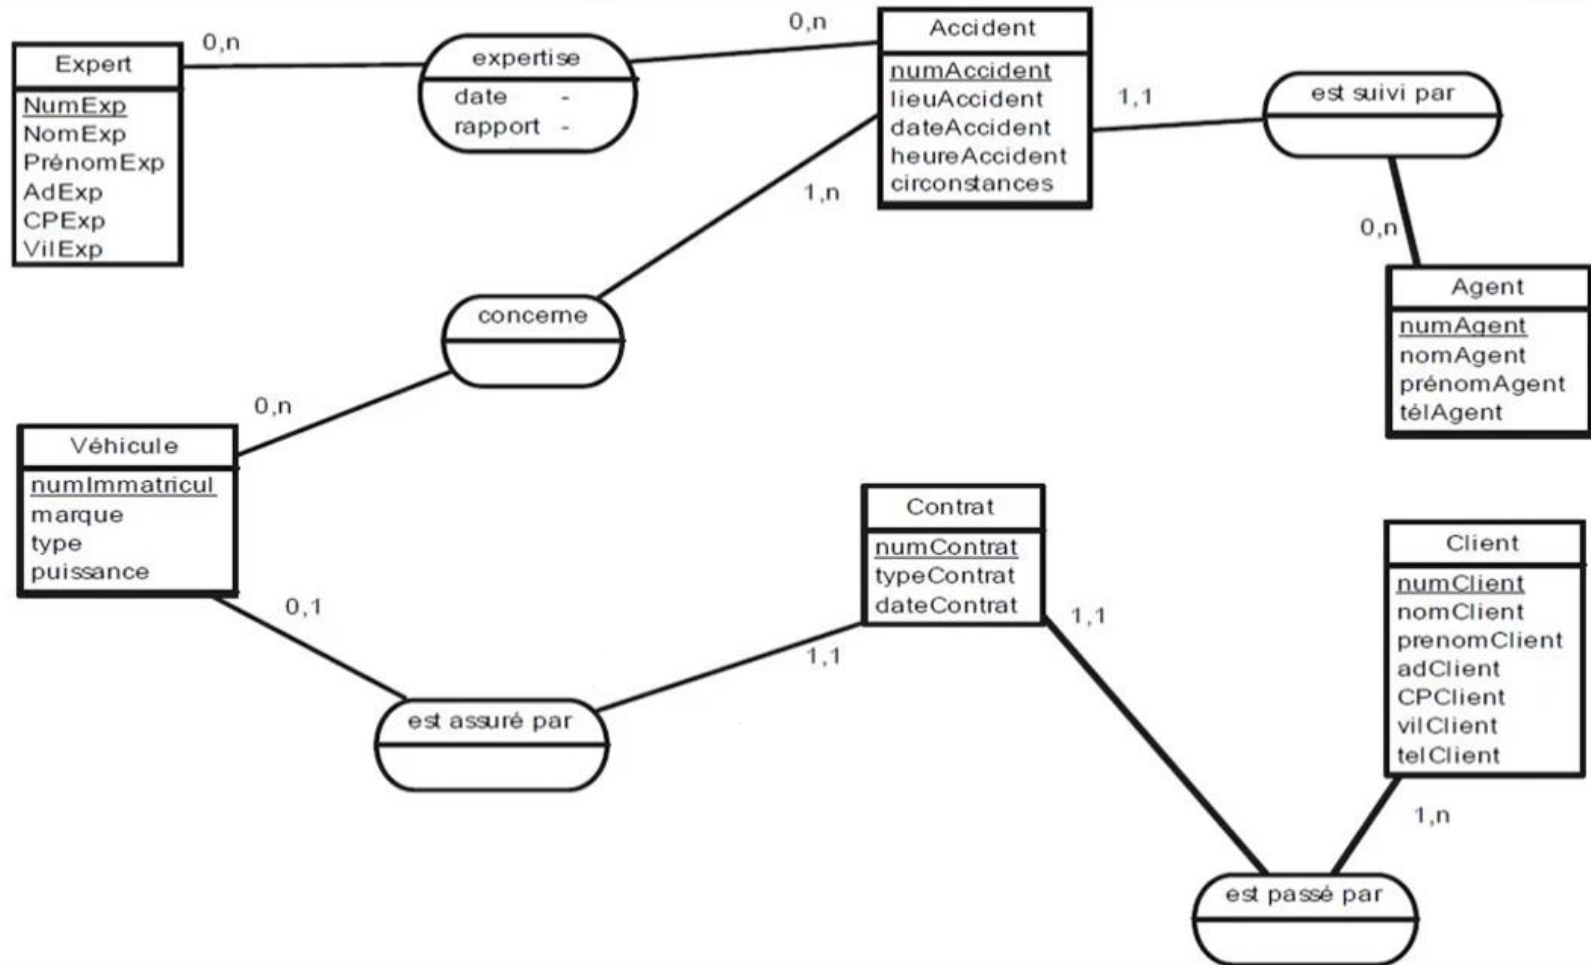 Expert
NumExp
NomExp
PrénomExp
AdExp
CPExp
VilExp
0,n
expertise
date -
rapport -
0,n
Accident
numAccident
lieuAccident
dateAccident
heureAccident
circonstances
1,1
est suivi par
0,n
Agent
numAgent
nomAgent
prénomAgent
télAgent
1,n
concerne
0,n
Véhicule
numImmatricul
marque
type
puissance
0,1
est assuré par
1,1
Contrat
numContrat
typeContrat
dateContrat
1,1
Client
numClient
nomClient
prenomClient
adClient
CPClient
vilClient
telClient
1,n
est passé par